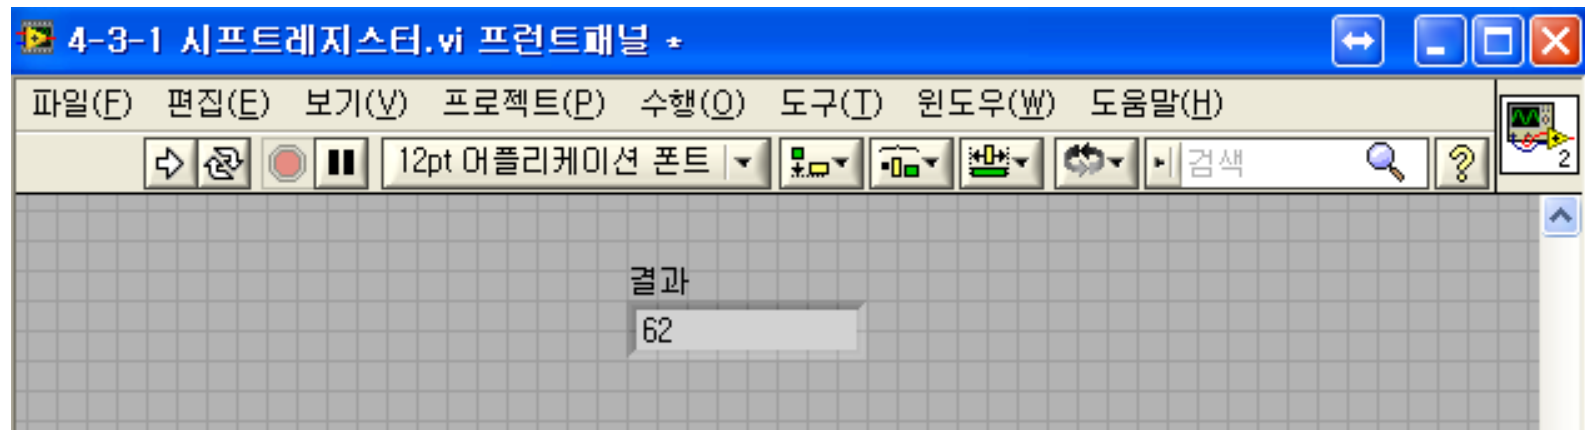 4-3-1 시프트레지스터.vi 프런트패널 *
파일(F) 편집(E) 보기(V) 프로젝트(P) 수행(O) 도구(T) 윈도우(W) 도움말(H)
12pt 어플리케이션 폰트 검색 ? 2
결과
62